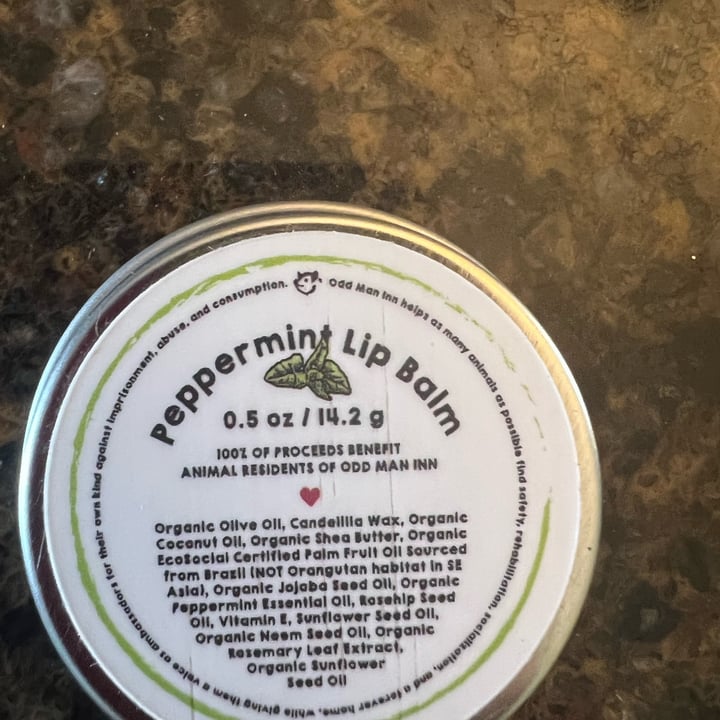 Odd Man Inn helps as many animals as possible find safety, rehabilitation, socialization, and a forever home, while giving them a voice as ambassadors for their own kind against imprisonment, abuse, and consumption.
Peppermint Lip Balm
0.5 oz / 14.2 g
100% OF PROCEEDS BENEFIT
ANIMAL RESIDENTS OF ODD MAN INN
Organic Olive Oil, Candelilla Wax, Organic
Coconut Oil, Organic Shea Butter, Organic
EcoSocial Certified Palm Fruit Oil Sourced
from Brazil (NOT Orangutan habitat in SE
Asia), Organic Jojoba Seed Oil, Organic
Peppermint Essential Oil, Rosehip Seed
Oil, Vitamin E, Sunflower Seed Oil,
Organic Neem Seed Oil, Organic
Rosemary Leaf Extract,
Organic Sunflower
Seed Oil